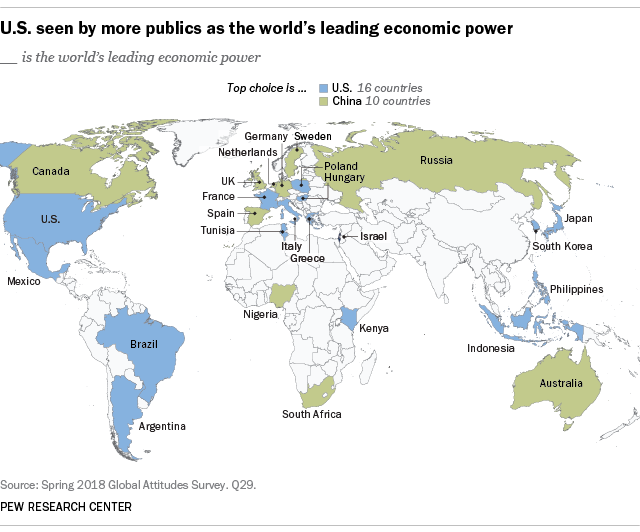 U.S. seen by more publics as the world's leading economic power
__ is the world's leading economic power
Top choice is ...
U.S. 16 countries
China 10 countries
Germany
Sweden
Netherlands
Poland
Hungary
Canada
Russia
UK
France
Spain
Tunisia
U.S.
Japan
Italy
Greece
Israel
South Korea
Mexico
Philippines
Nigeria
Kenya
Brazil
Indonesia
Australia
South Africa
Argentina
Source: Spring 2018 Global Attitudes Survey. Q29.
PEW RESEARCH CENTER